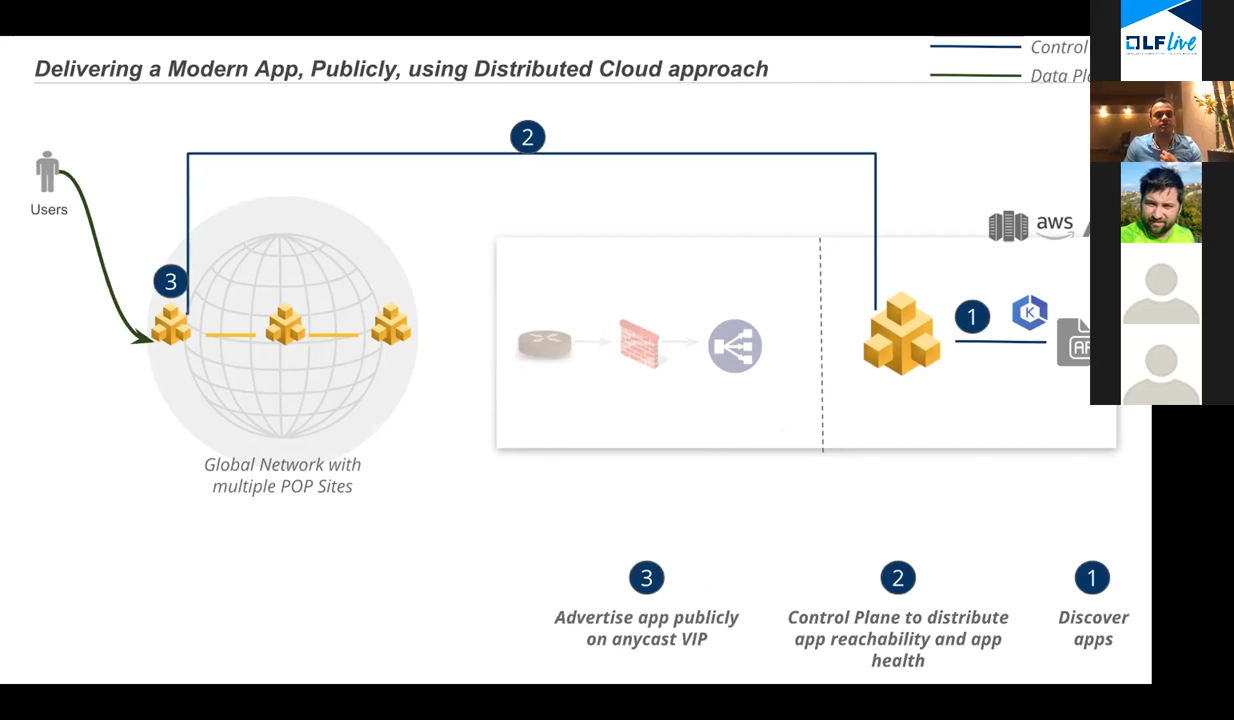 LF Live
Delivering a Modern App, Publicly, using Distributed Cloud approach
Control
Data
2
Users
aws
3
1
K
Global Network with
multiple POP Sites
3
2
1
Advertise app publicly
on anycast VIP
Control Plane to distribute
app reachability and app
health
Discover
apps